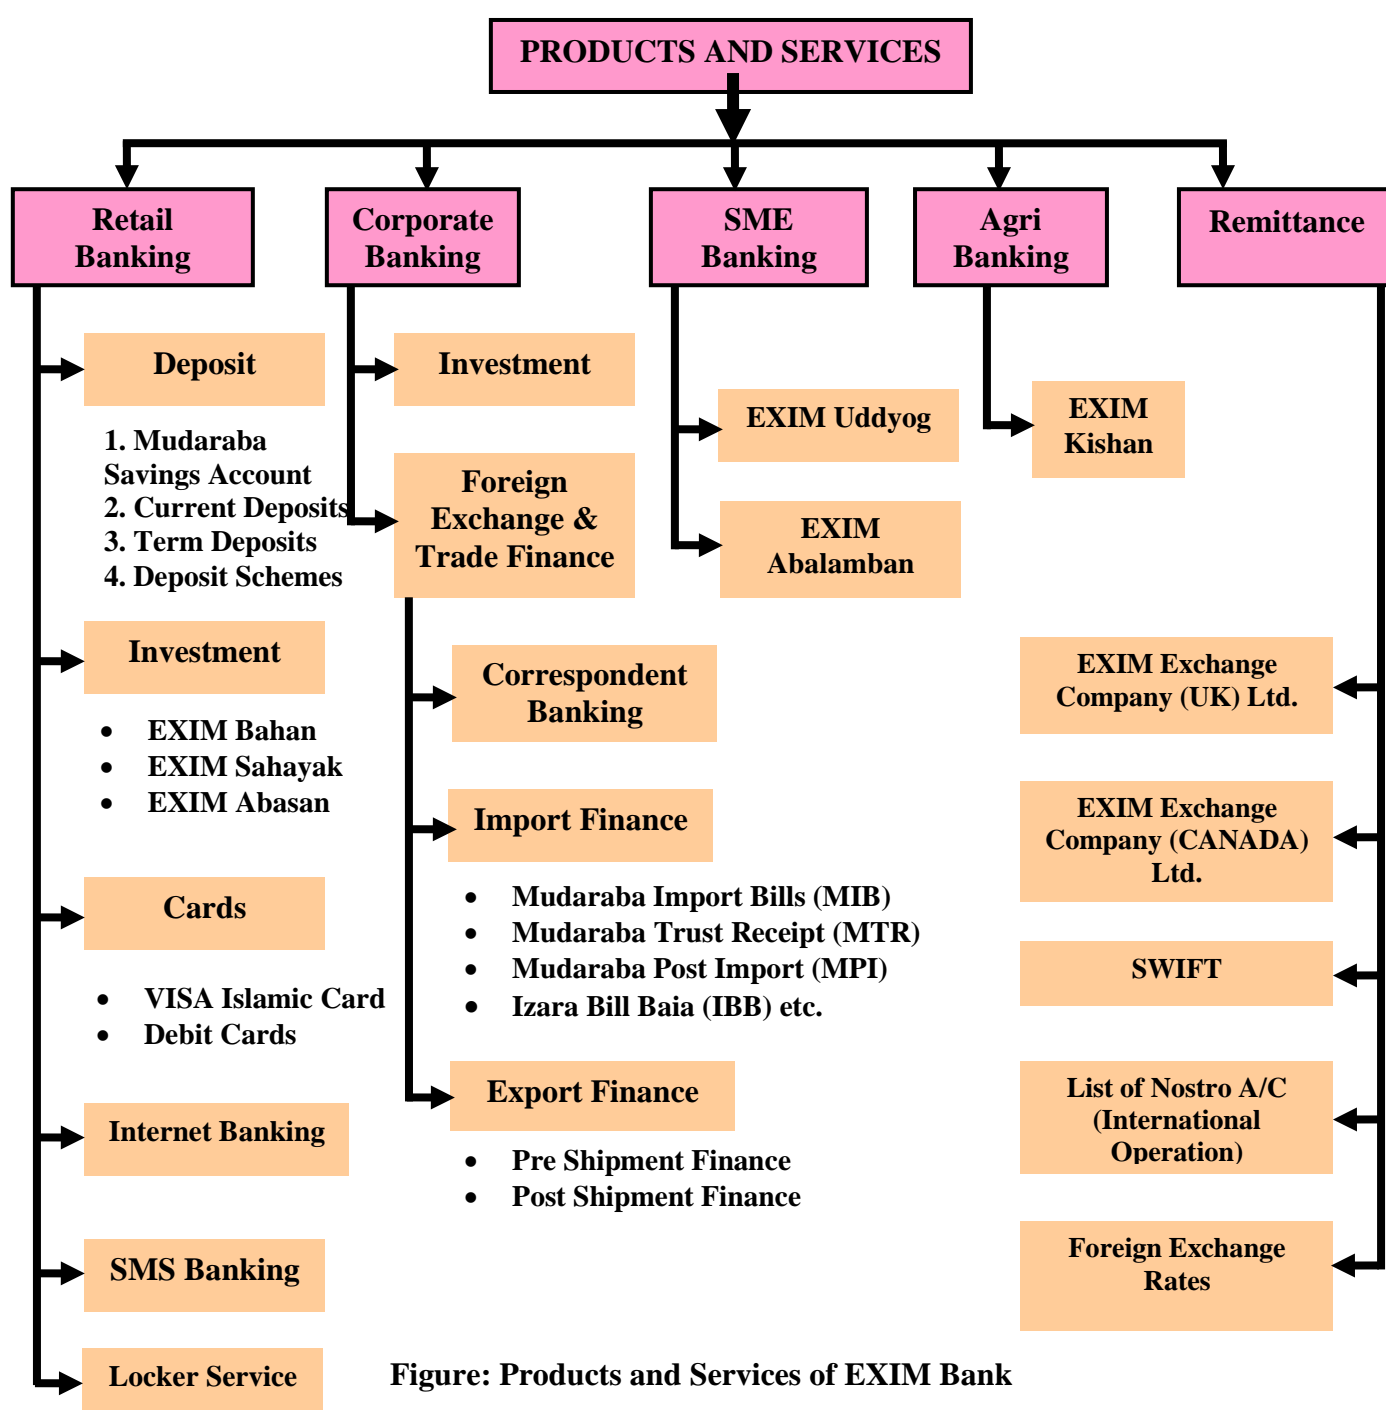 PRODUCTS AND SERVICES
Retail
Banking
Corporate
Banking
SME
Banking
Agri
Banking
Remittance
Deposit
1. Mudaraba
Savings Account
2. Current Deposits
3. Term Deposits
4. Deposit Schemes
Investment
• EXIM Bahan
• EXIM Sahayak
• EXIM Abasan
Cards
• VISA Islamic Card
• Debit Cards
Internet Banking
SMS Banking
Locker Service
Investment
Foreign
Exchange &
Trade Finance
Correspondent
Banking
Import Finance
• Mudaraba Import Bills (MIB)
• Mudaraba Trust Receipt (MTR)
• Mudaraba Post Import (MPI)
• Izara Bill Baia (IBB) etc.
Export Finance
• Pre Shipment Finance
• Post Shipment Finance
EXIM Uddyog
EXIM
Abalamban
EXIM
Kishan
EXIM Exchange
Company (UK) Ltd.
EXIM Exchange
Company (CANADA)
Ltd.
SWIFT
List of Nostro A/C
(International
Operation)
Foreign Exchange
Rates
Figure: Products and Services of EXIM Bank